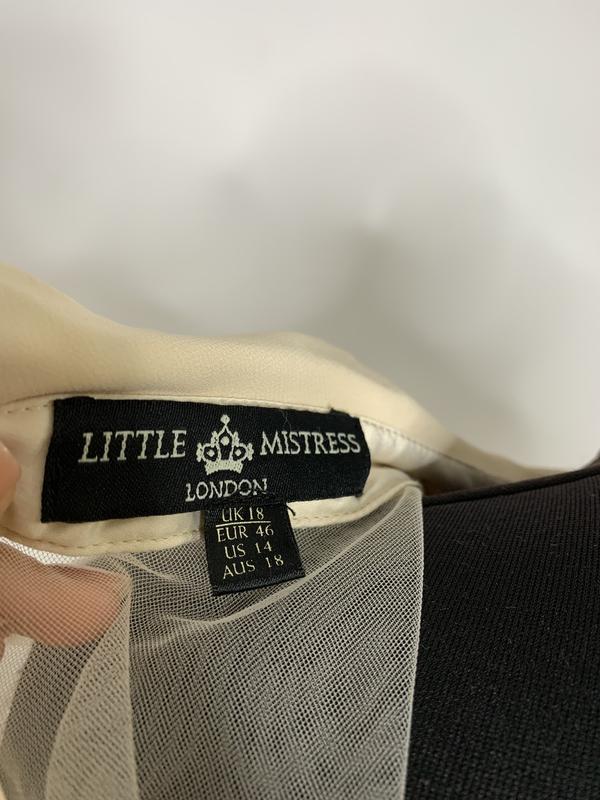 LITTLE MISTRESS
LONDON
UK 18
EUR 46
US 14
AUS 18